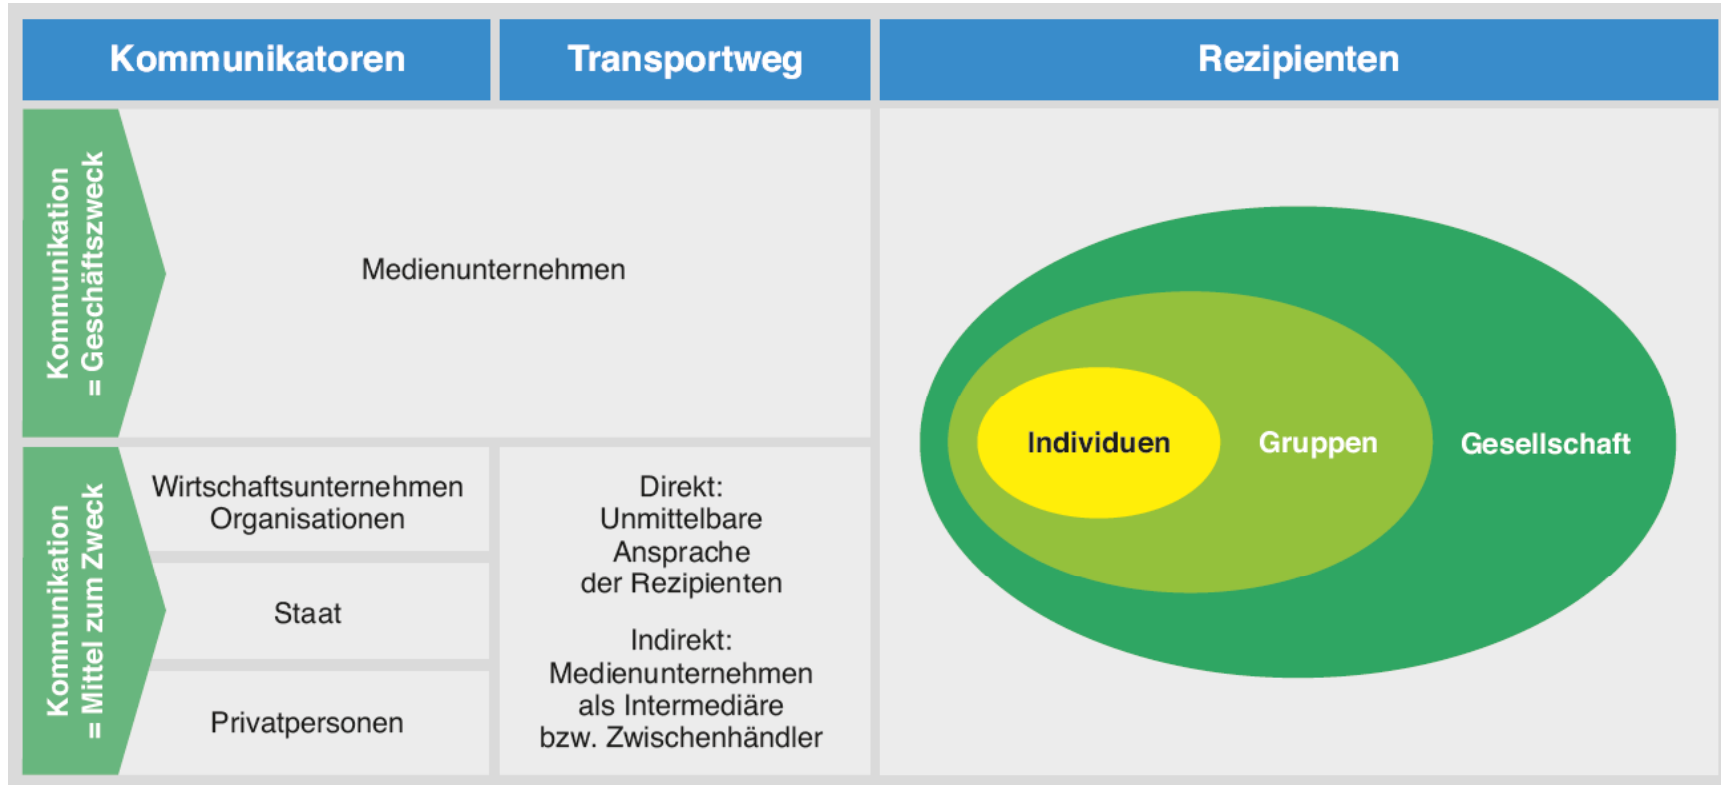 Kommunikatoren
Transportweg
Rezipienten
Kommunikation
= Geschäftszweck
Medienunternehmen
Kommunikation
= Mittel zum Zweck
Wirtschaftsunternehmen
Organisationen
Staat
Privatpersonen
Direkt:
Unmittelbare
Ansprache
der Rezipienten
Indirekt:
Medienunternehmen
als Intermediäre
bzw. Zwischenhändler
Individuen
Gruppen
Gesellschaft